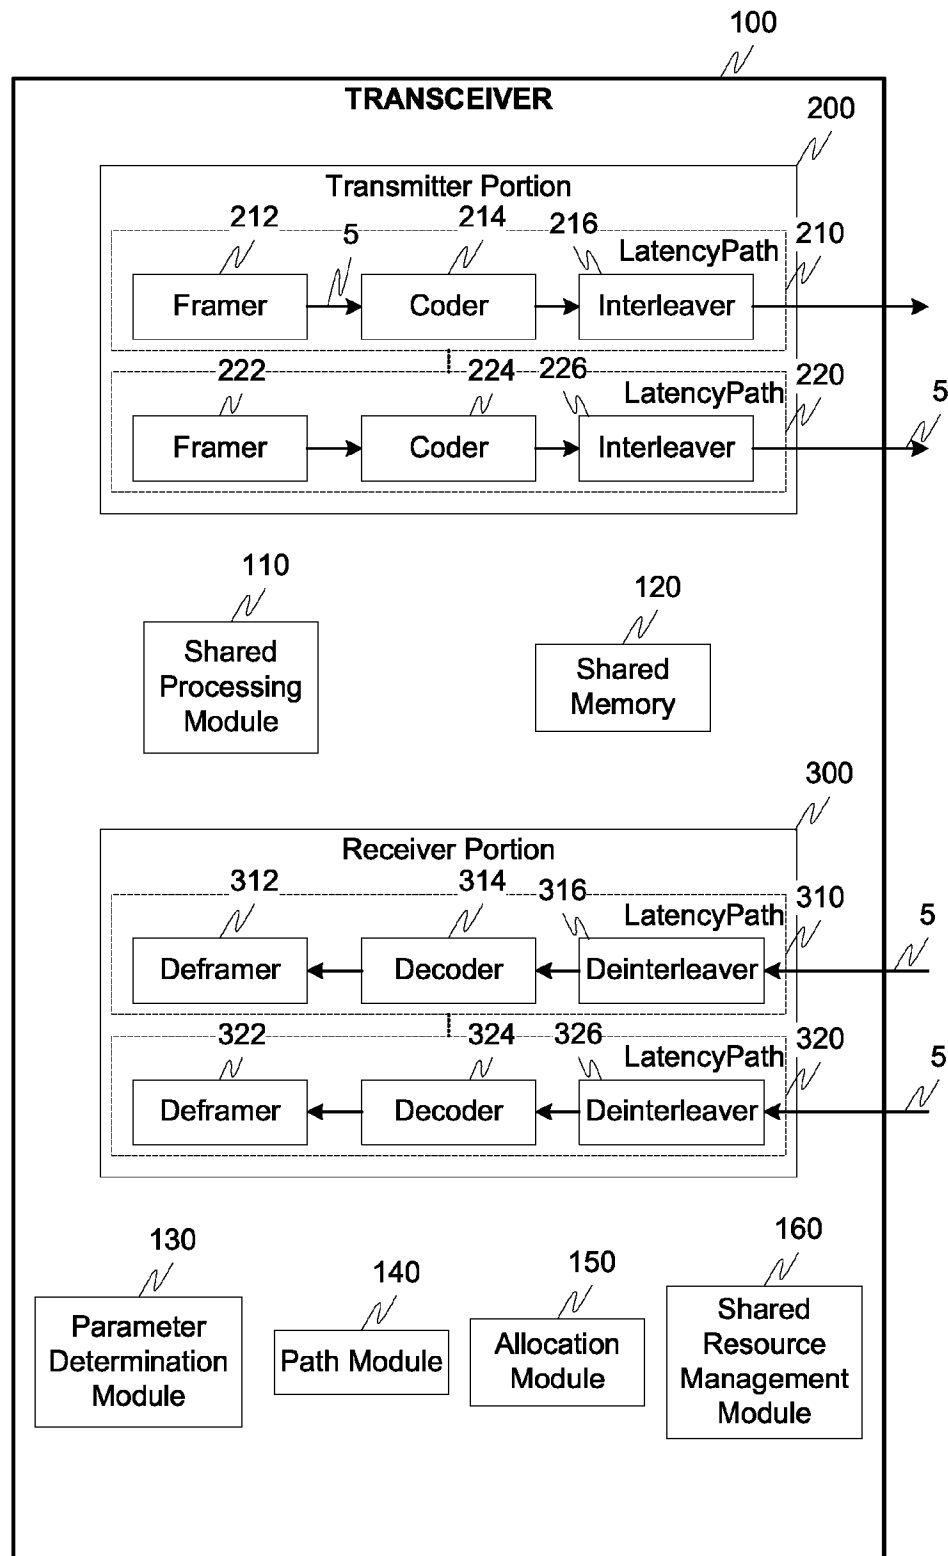 100
TRANSCEIVER
200
Transmitter Portion
212
5
214
216
210
LatencyPath
Framer
Coder
Interleaver
222
224
226
220
LatencyPath
5
Framer
Coder
Interleaver
110
120
Shared
Processing
Module
Shared
Memory
300
Receiver Portion
312
314
316
310
LatencyPath
5
Deframer
Decoder
Deinterleaver
322
324
326
320
LatencyPath
5
Deframer
Decoder
Deinterleaver
130
140
150
160
Parameter
Determination
Module
Path Module
Allocation
Module
Shared
Resource
Management
Module